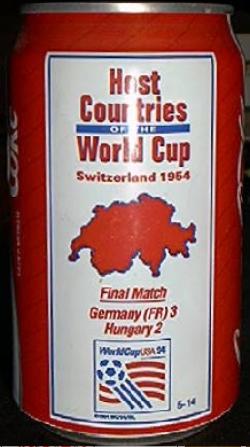 Host
Countries
OF THE
World Cup
Switzerland 1954
Final Match
Germany (FR) 3
Hungary 2
WorldCupUSA94
5-14